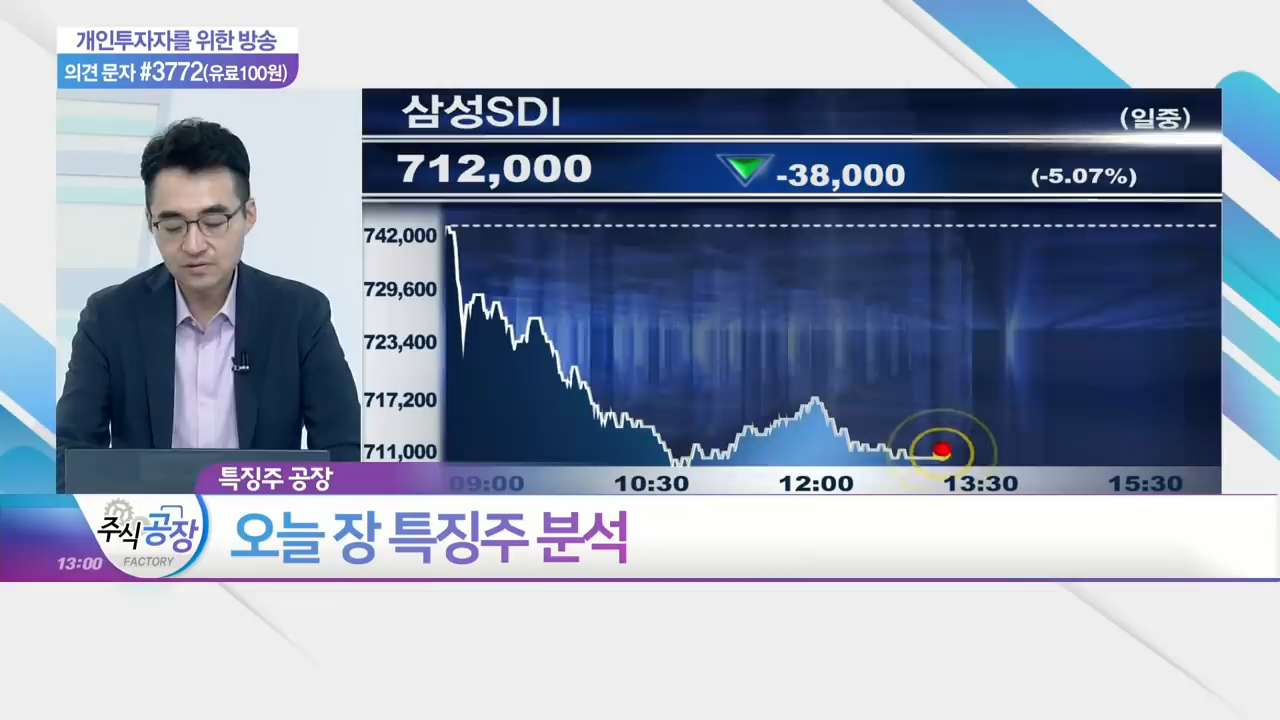 개인투자자를 위한 방송
의견 문자 #3772(유료100원)
삼성SDI
(일중)
712,000
-38,000
(-5.07%)
742,000
729,600
723,400
717,200
711,000
09:00
10:30
12:00
13:30
15:30
특징주 공장
주식공장
FACTORY
13:00
오늘 장 특징주 분석